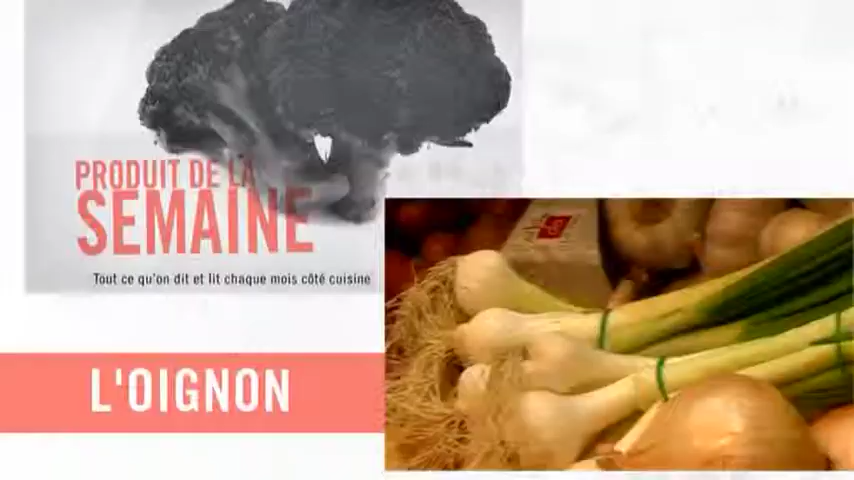 PRODUIT DE LA
SEMAINE
Tout ce qu'on dit et lit chaque mois côté cuisine
L'OIGNON